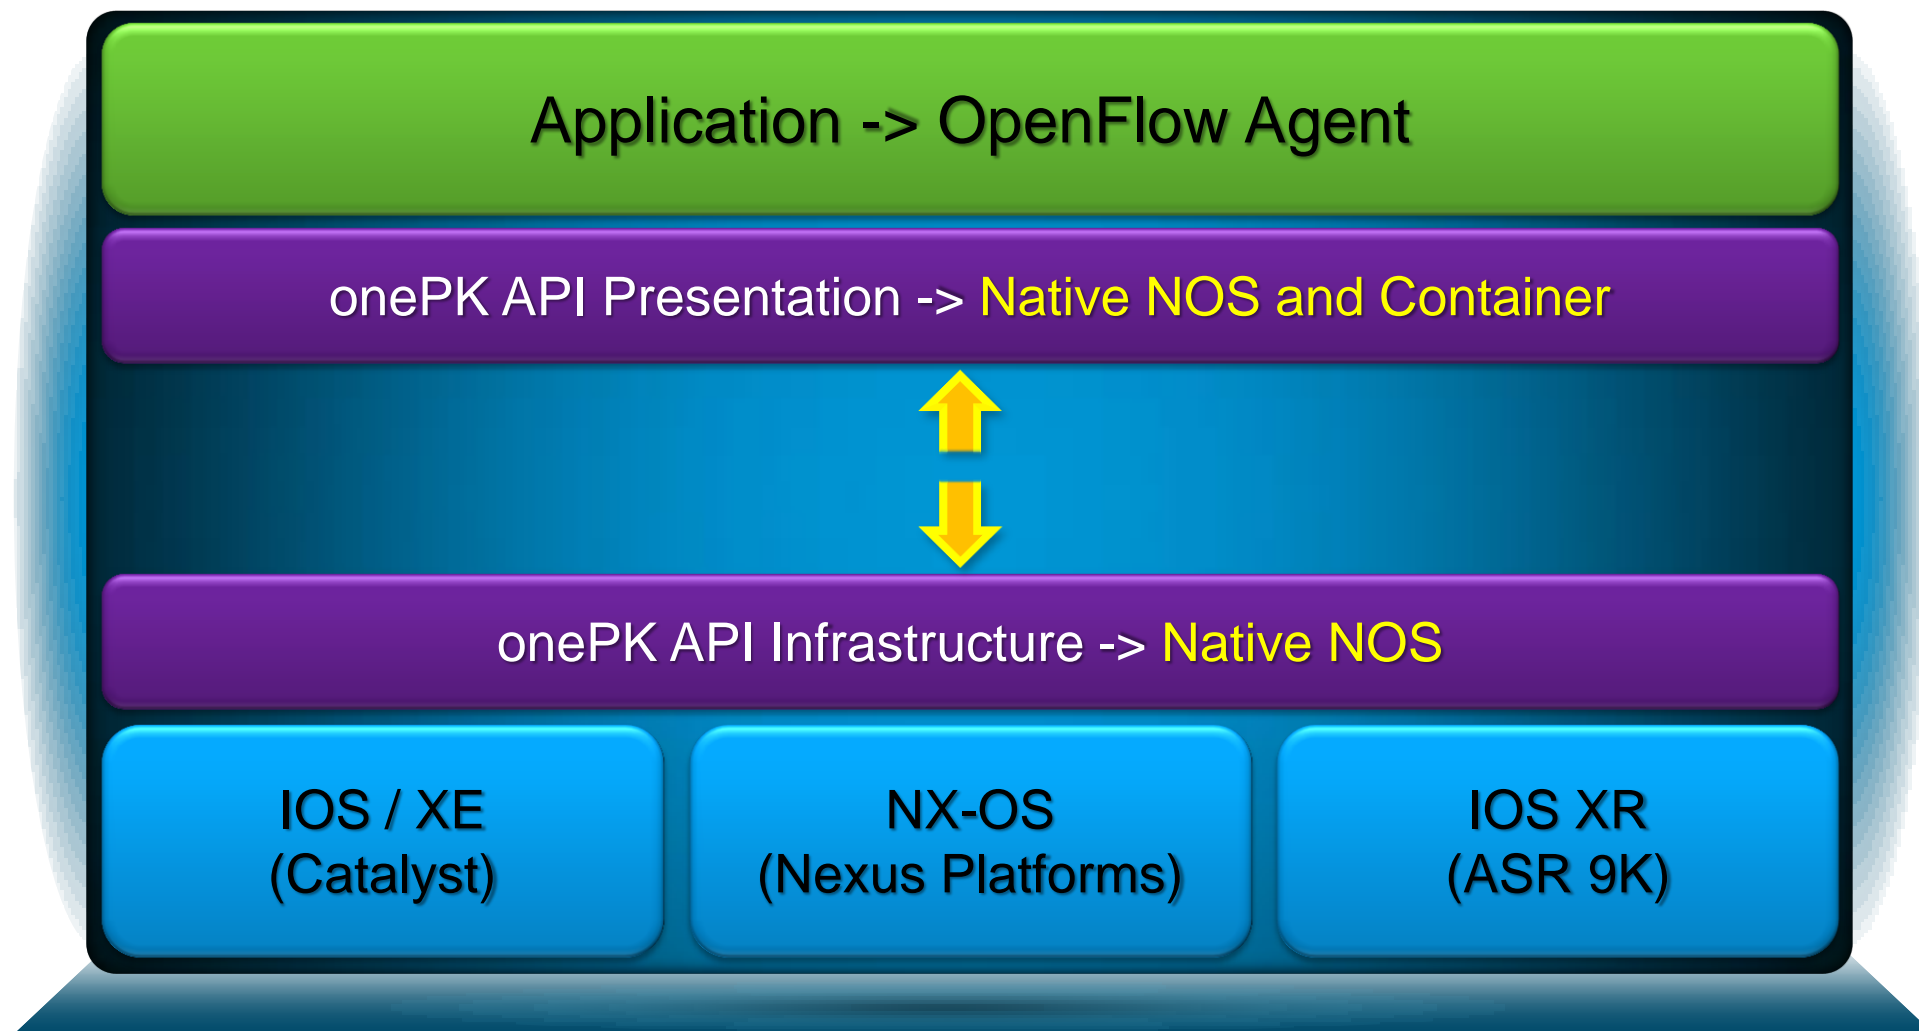 Application -> OpenFlow Agent
onePK API Presentation -> Native NOS and Container
onePK API Infrastructure -> Native NOS
IOS / XE
(Catalyst)
NX-OS
(Nexus Platforms)
IOS XR
(ASR 9K)